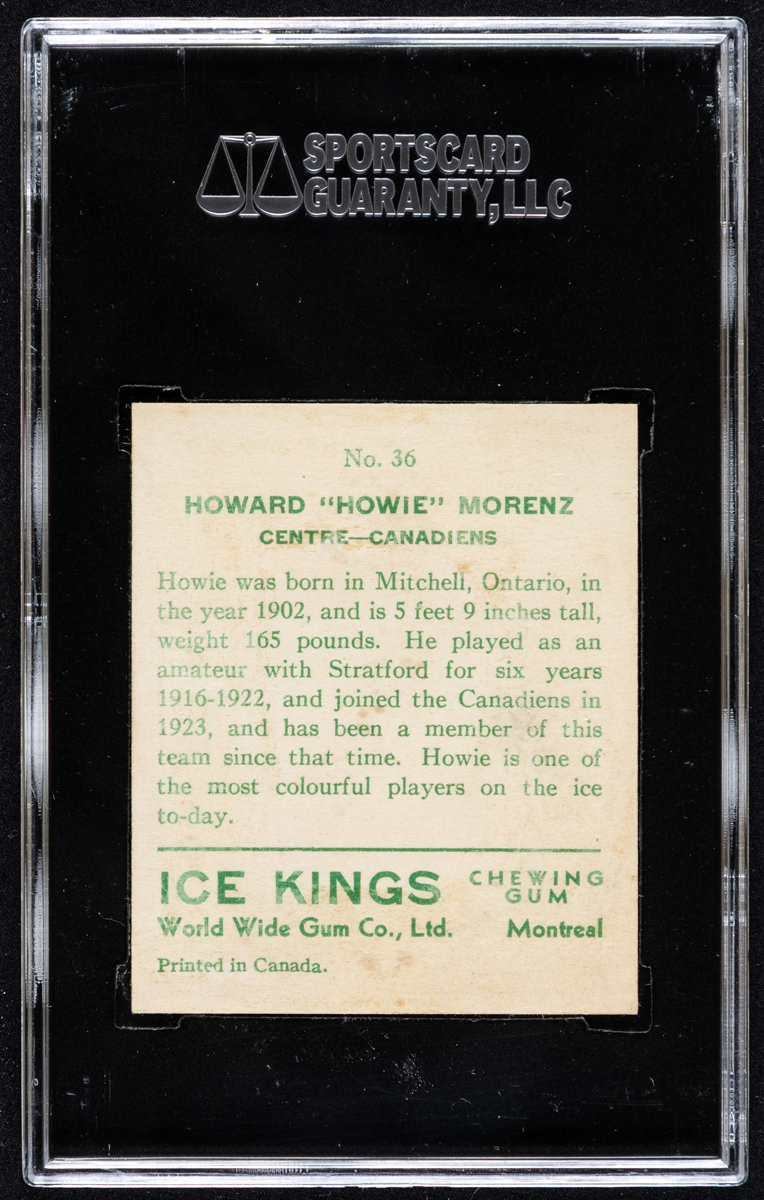 SPORTSCARD
GUARANTY, LLC
No. 36
HOWARD "HOWIE" MORENZ
CENTRE—CANADIENS
Howie was born in Mitchell, Ontario, in
the year 1902, and is 5 feet 9 inches tall,
weight 165 pounds. He played as an
amateur with Stratford for six years
1916-1922, and joined the Canadiens in
1923, and has been a member of this
team since that time. Howie is one of
the most colourful players on the ice
to-day.
ICE KINGS CHEWING GUM
World Wide Gum Co., Ltd. Montreal
Printed in Canada.